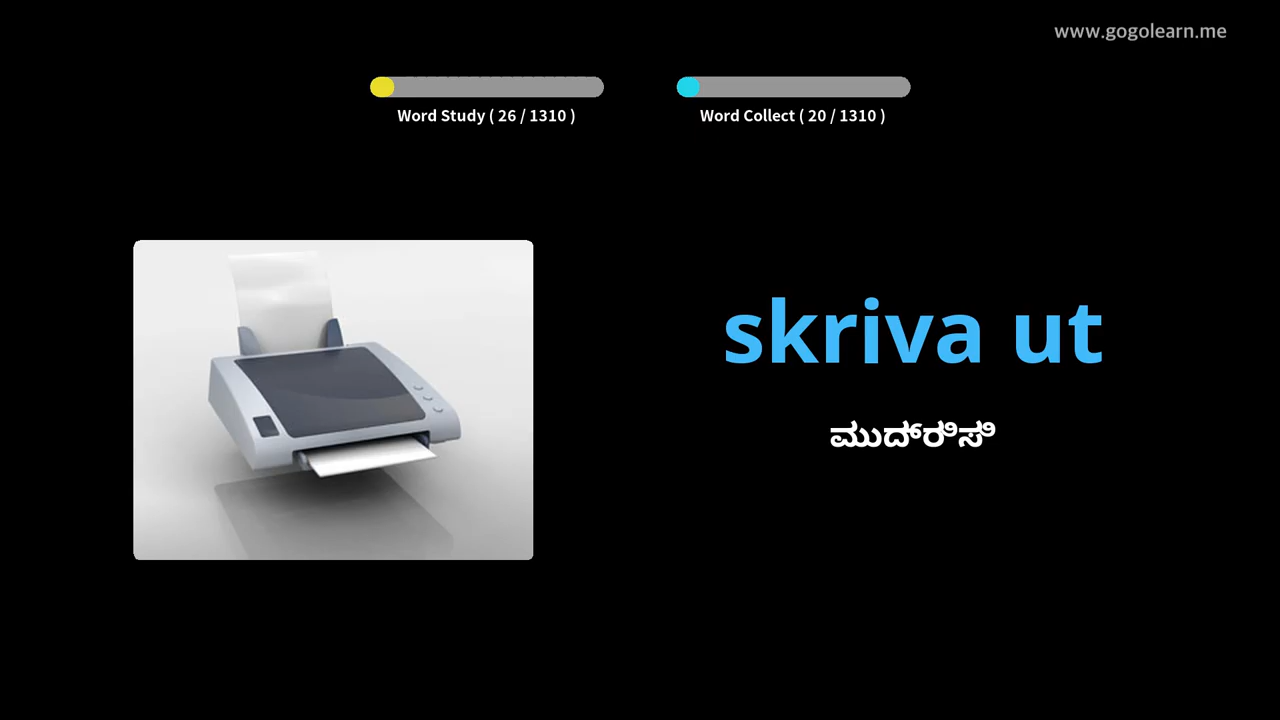 www.gogolearn.me
Word Study ( 26 / 1310 )
Word Collect ( 20 / 1310 )
skriva ut
ಮುದ್ರಿಸಿ